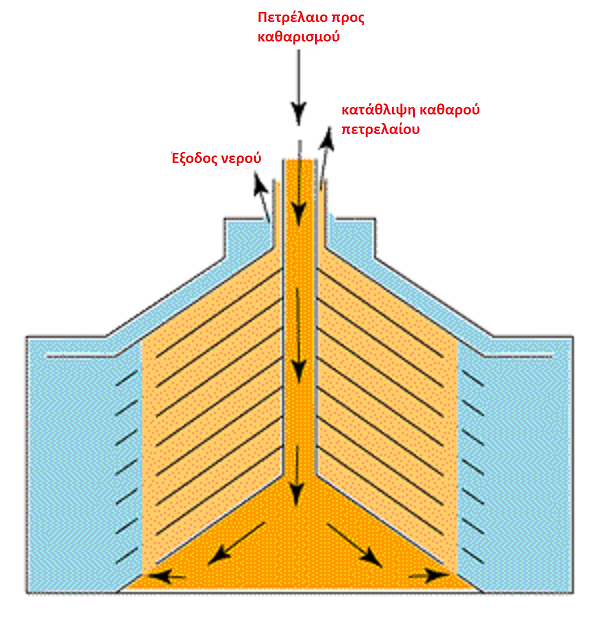 Πετρέλαιο προς
καθαρισμού
κατάθλιψη καθαρού
πετρελαίου
Έξοδος νερού